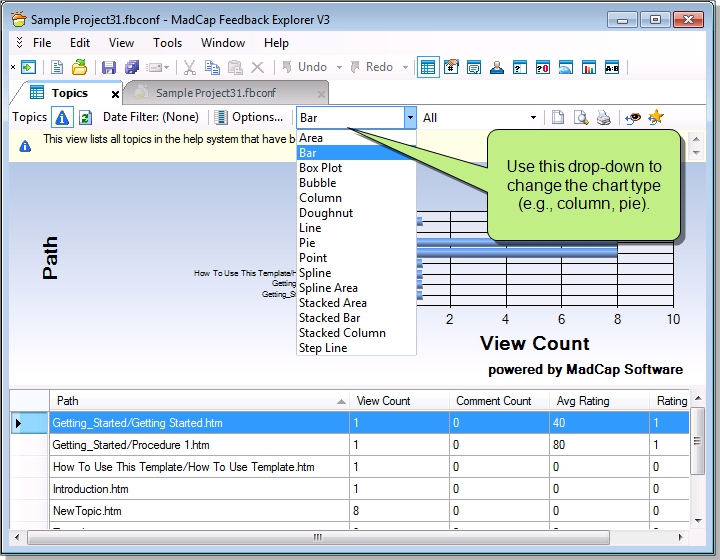 Sample Project31.fbconf - MadCap Feedback Explorer V3
File Edit View Tools Window Help
Undo Redo
Topics Sample Project31.fbconf
Topics Date Filter: (None) Options... Bar All
This view lists all topics in the help system that have b
Area
Bar
Box Plot
Bubble
Column
Doughnut
Line
Pie
Point
Spline
Spline Area
Stacked Area
Stacked Bar
Stacked Column
Step Line
Use this drop-down to
change the chart type
(e.g., column, pie).
Path
How To Use This Template/H
Getting
Getting_S
2 4 6 8 10
View Count
powered by MadCap Software
Path View Count Comment Count Avg Rating Rating
Getting_Started/Getting Started.htm 1 0 40 1
Getting_Started/Procedure 1.htm 1 0 80 1
How To Use This Template/How To Use Template.htm 1 0 0 0
Introduction.htm 1 0 0 0
NewTopic.htm 8 0 0 0